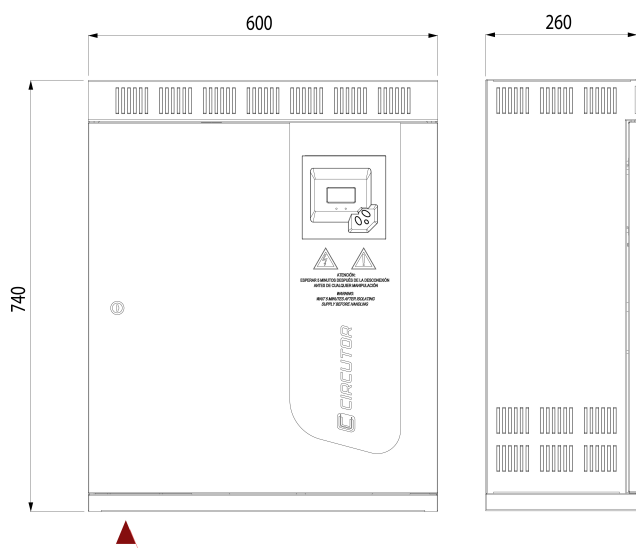 600
260
740
ATENCIÓN:
ESPERAR 5 MINUTOS DESPUÉS DE LA DESCONEXIÓN
ANTES DE CUALQUIER MANIPULACIÓN
WARNING:
WAIT 5 MINUTES AFTER ISOLATING
SUPPLY BEFORE HANDLING
CIRCUTOR